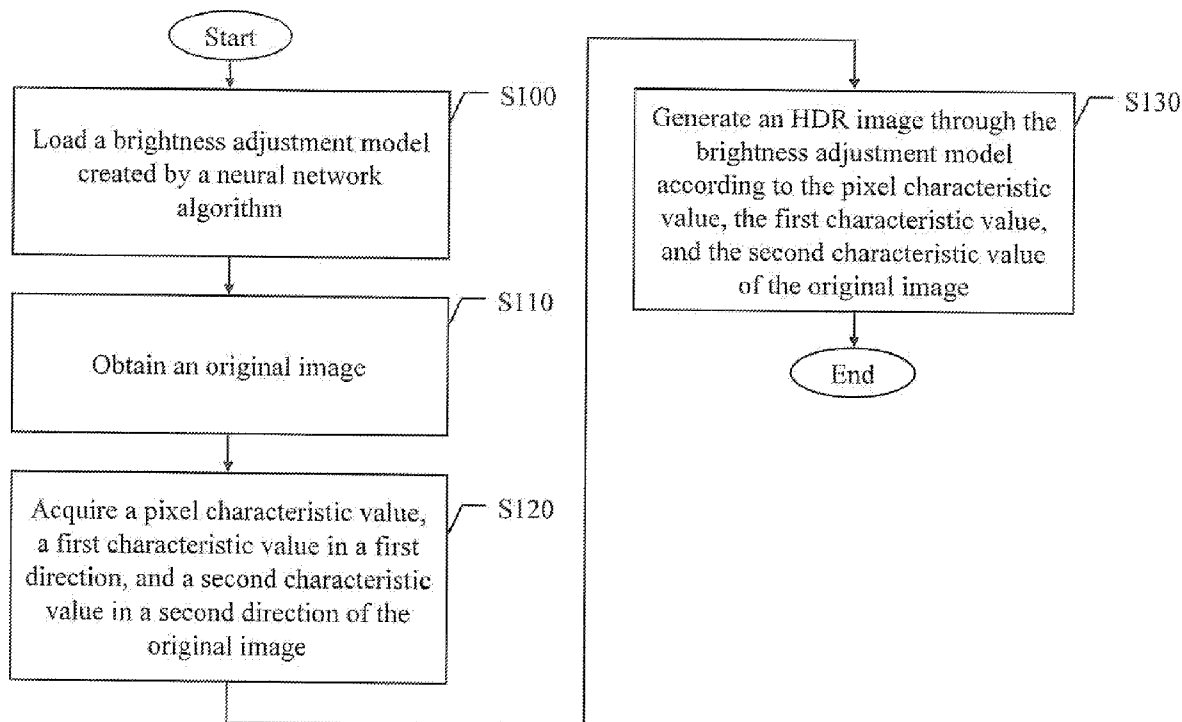 Start
S100
Load a brightness adjustment model
created by a neural network
algorithm
S110
Obtain an original image
S120
Acquire a pixel characteristic value,
a first characteristic value in a first
direction, and a second characteristic
value in a second direction of the
original image
S130
Generate an HDR image through the
brightness adjustment model
according to the pixel characteristic
value, the first characteristic value,
and the second characteristic value
of the original image
End